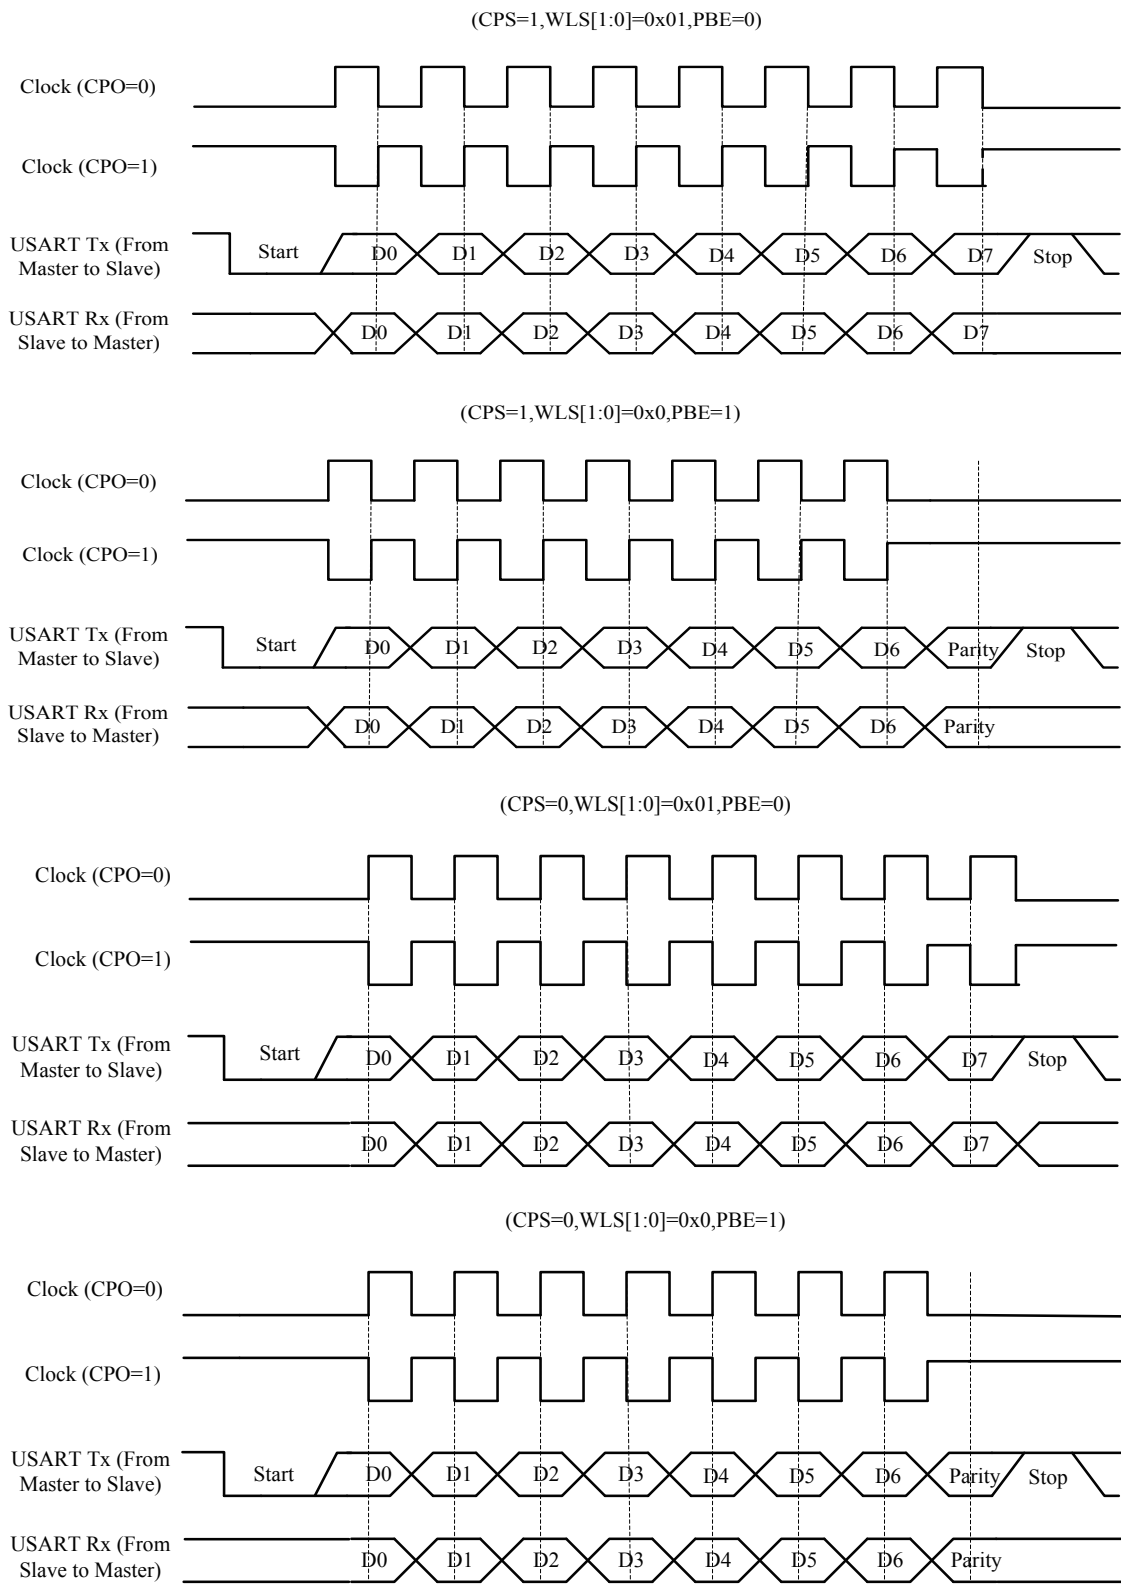 (CPS=1,WLS[1:0]=0x01,PBE=0)
Clock (CPO=0)
Clock (CPO=1)
USART Tx (From
Master to Slave)
Start D0 D1 D2 D3 D4 D5 D6 D7 Stop
USART Rx (From
Slave to Master)
D0 D1 D2 D3 D4 D5 D6 D7
(CPS=1,WLS[1:0]=0x0,PBE=1)
Clock (CPO=0)
Clock (CPO=1)
USART Tx (From
Master to Slave)
Start D0 D1 D2 D3 D4 D5 D6 Parity Stop
USART Rx (From
Slave to Master)
D0 D1 D2 D3 D4 D5 D6 Parity
(CPS=0,WLS[1:0]=0x01,PBE=0)
Clock (CPO=0)
Clock (CPO=1)
USART Tx (From
Master to Slave)
Start D0 D1 D2 D3 D4 D5 D6 D7 Stop
USART Rx (From
Slave to Master)
D0 D1 D2 D3 D4 D5 D6 D7
(CPS=0,WLS[1:0]=0x0,PBE=1)
Clock (CPO=0)
Clock (CPO=1)
USART Tx (From
Master to Slave)
Start D0 D1 D2 D3 D4 D5 D6 Parity Stop
USART Rx (From
Slave to Master)
D0 D1 D2 D3 D4 D5 D6 Parity